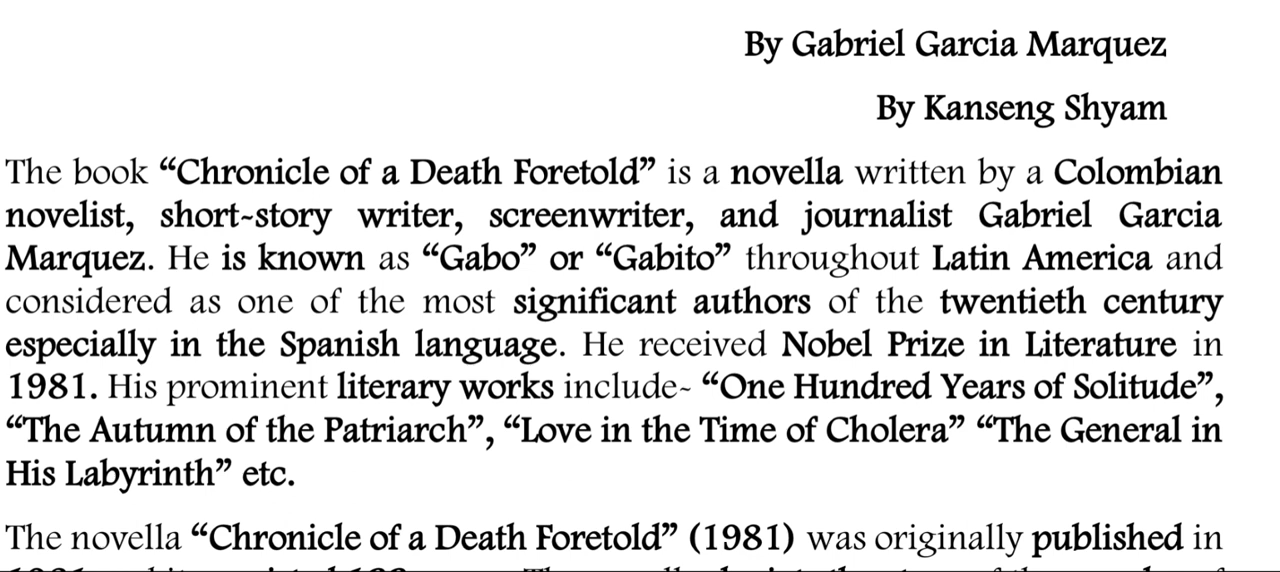 By Gabriel Garcia Marquez
By Kanseng Shyam
The book “Chronicle of a Death Foretold” is a novella written by a Colombian
novelist, short-story writer, screenwriter, and journalist Gabriel Garcia
Marquez. He is known as “Gabo” or “Gabito” throughout Latin America and
considered as one of the most significant authors of the twentieth century
especially in the Spanish language. He received Nobel Prize in Literature in
1981. His prominent literary works include- “One Hundred Years of Solitude”,
“The Autumn of the Patriarch”, “Love in the Time of Cholera” “The General in
His Labyrinth” etc.
The novella “Chronicle of a Death Foretold” (1981) was originally published in